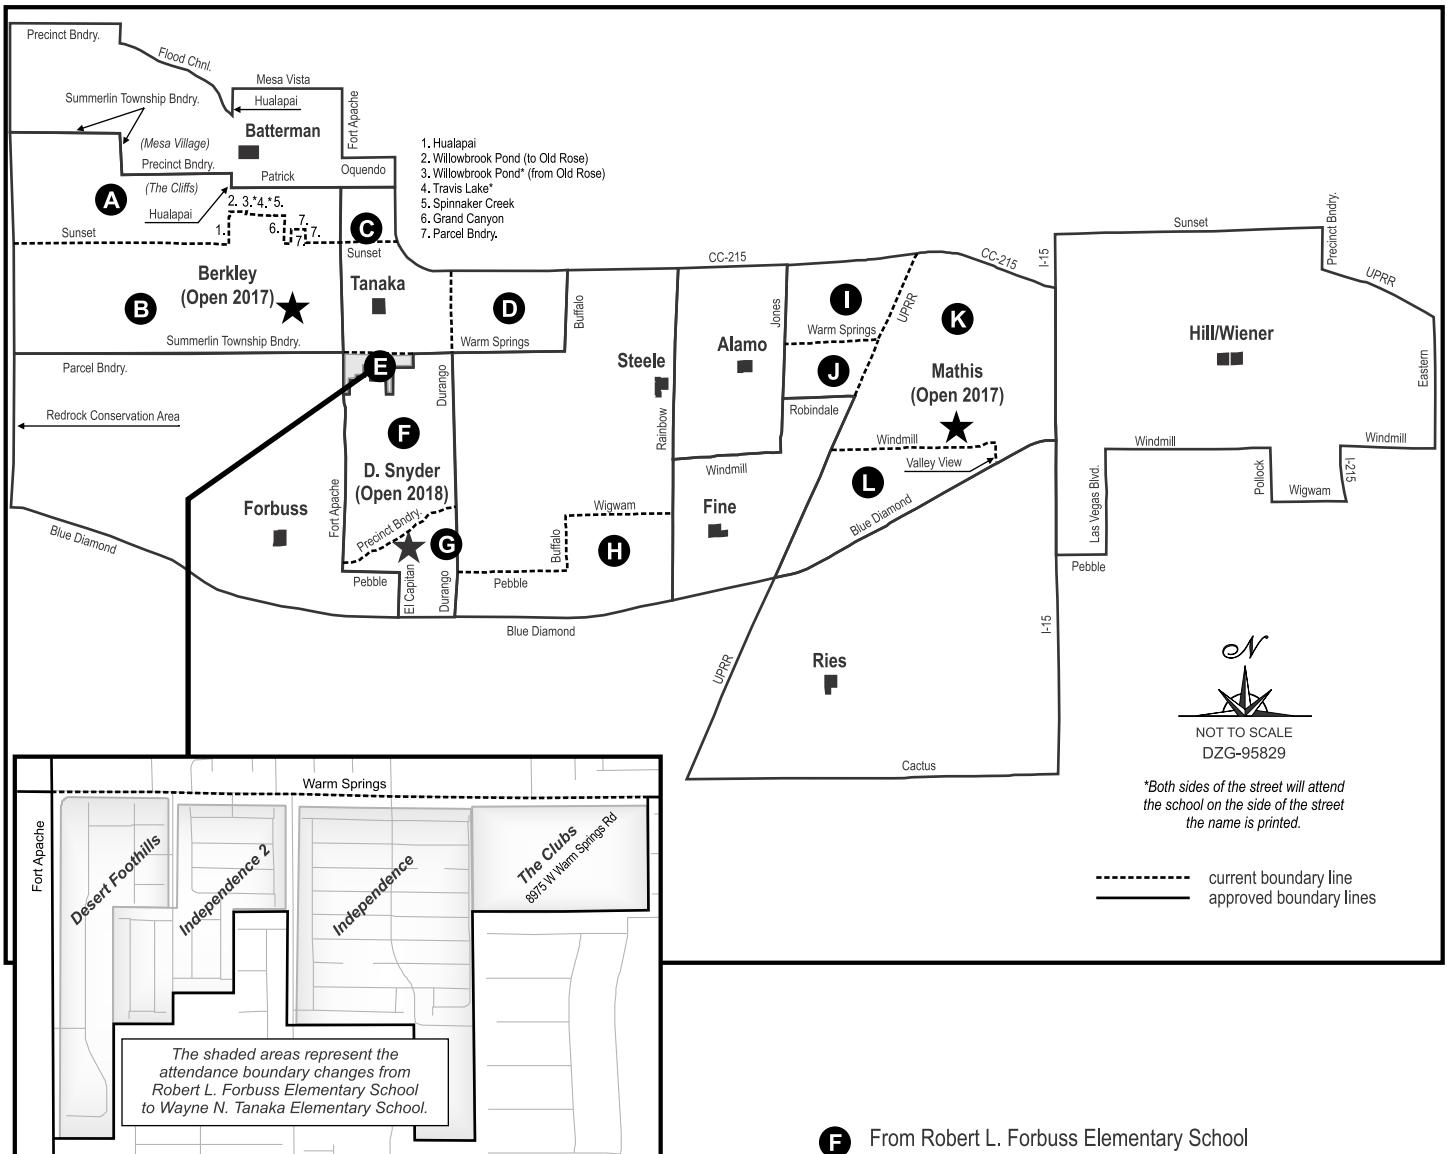 Precinct Bndry.
Flood Chnl.
Mesa Vista
Summerlin Township Bndry.
Hualapai
Fort Apache
Batterman
(Mesa Village)
Precinct Bndry.
Oquendo
Patrick
(The Cliffs)
A
Hualapai
2. 3.*4.*5.
1.
6.
7.
7.
7.
Sunset
C
Sunset
1. Hualapai
2. Willowbrook Pond (to Old Rose)
3. Willowbrook Pond* (from Old Rose)
4. Travis Lake*
5. Spinnaker Creek
6. Grand Canyon
7. Parcel Bndry.
Berkley
(Open 2017)
B
Tanaka
D
Buffalo
Warm Springs
Summerlin Township Bndry.
CC-215
Jones
I
Warm Springs
UPRR
CC-215
I-15
K
Sunset
Precinct Bndry.
UPRR
Hill/Wiener
Eastern
Parcel Bndry.
E
Durango
Steele
Alamo
J
Mathis
(Open 2017)
Redrock Conservation Area
F
Rainbow
Robindale
Windmill
Valley View
Windmill
Windmill
D. Snyder
(Open 2018)
Windmill
L
Las Vegas Blvd.
Pollock
I-215
Wigwam
Forbuss
Fort Apache
Precinct Bndry.
Wigwam
Fine
Blue Diamond
Blue Diamond
G
Buffalo
H
Pebble
El Capitan
Durango
Pebble
Pebble
Blue Diamond
I-15
UPRR
Ries
Cactus
N
NOT TO SCALE
DZG-95829
*Both sides of the street will attend
the school on the side of the street
the name is printed.
current boundary line
approved boundary lines
Warm Springs
Fort Apache
Desert Foothills
Independence 2
Independence
The Clubs
8975 W Warm Springs Rd
The shaded areas represent the
attendance boundary changes from
Robert L. Forbuss Elementary School
to Wayne N. Tanaka Elementary School.
F From Robert L. Forbuss Elementary School